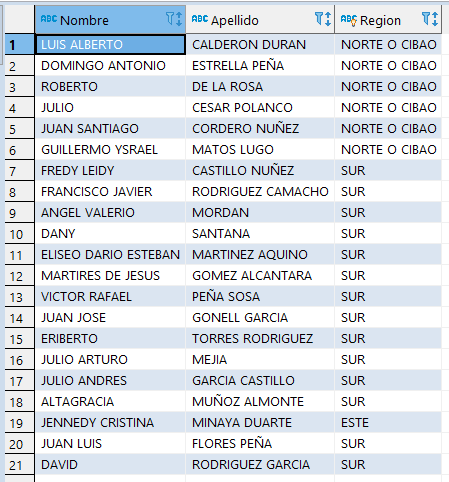 ABC Nombre ABC Apellido ABC Region
1 LUIS ALBERTO CALDERON DURAN NORTE O CIBAO
2 DOMINGO ANTONIO ESTRELLA PEÑA NORTE O CIBAO
3 ROBERTO DE LA ROSA NORTE O CIBAO
4 JULIO CESAR POLANCO NORTE O CIBAO
5 JUAN SANTIAGO CORDERO NUÑEZ NORTE O CIBAO
6 GUILLERMO YSRAEL MATOS LUGO NORTE O CIBAO
7 FREDY LEIDY CASTILLO NUÑEZ SUR
8 FRANCISCO JAVIER RODRIGUEZ CAMACHO SUR
9 ANGEL VALERIO MORDAN SUR
10 DANY SANTANA SUR
11 ELISEO DARIO ESTEBAN MARTINEZ AQUINO SUR
12 MARTIRES DE JESUS GOMEZ ALCANTARA SUR
13 VICTOR RAFAEL PEÑA SOSA SUR
14 JUAN JOSE GONELL GARCIA SUR
15 ERIBERTO TORRES RODRIGUEZ SUR
16 JULIO ARTURO MEJIA SUR
17 JULIO ANDRES GARCIA CASTILLO SUR
18 ALTAGRACIA MUÑOZ ALMONTE SUR
19 JENNEDY CRISTINA MINAYA DUARTE ESTE
20 JUAN LUIS FLORES PEÑA SUR
21 DAVID RODRIGUEZ GARCIA SUR